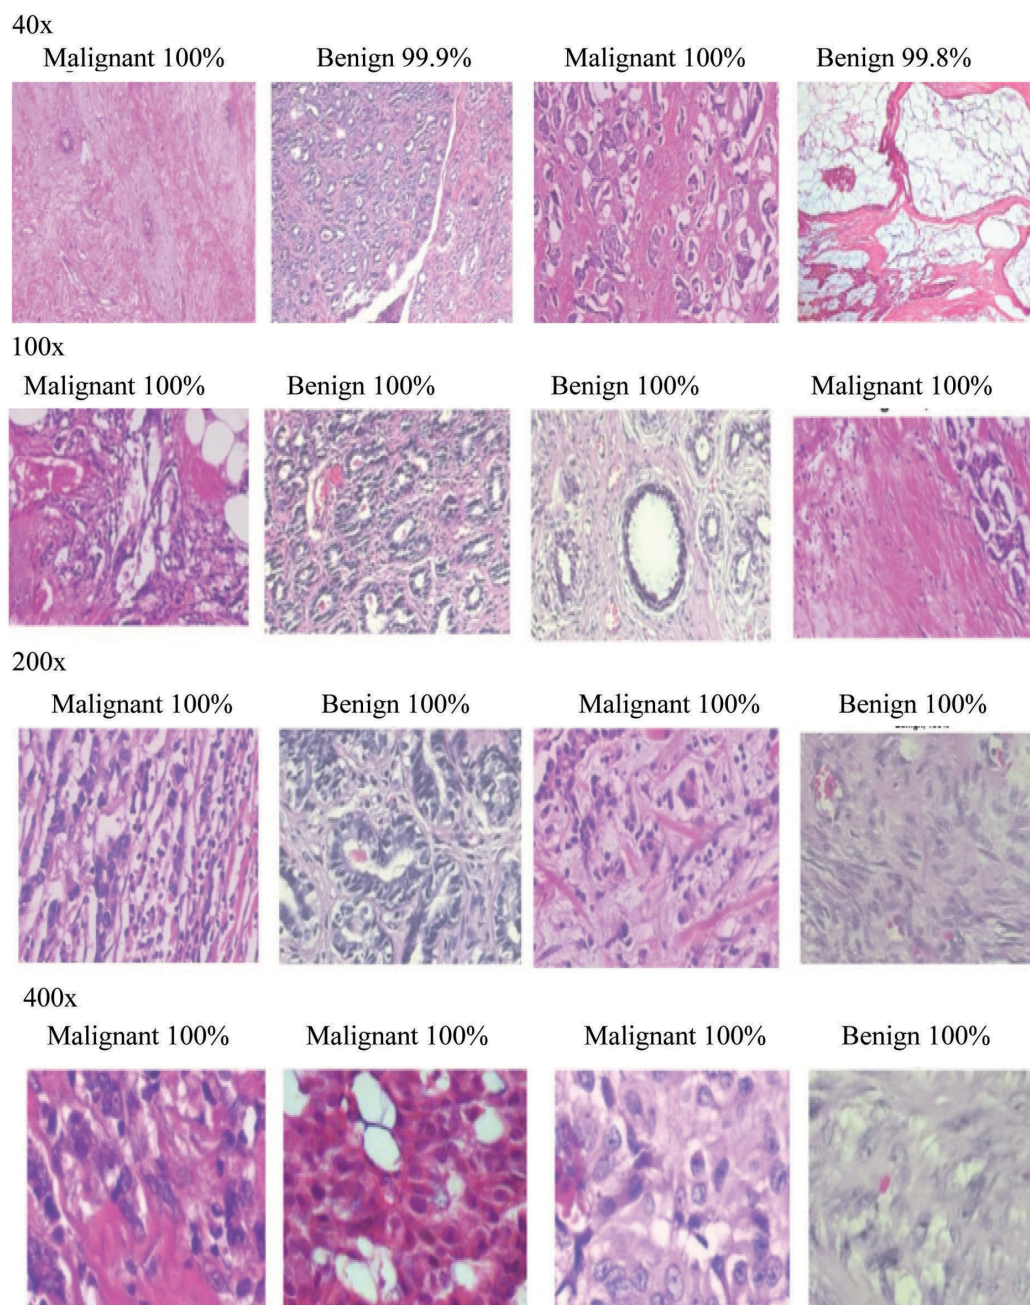 40x
Malignant 100% Benign 99.9% Malignant 100% Benign 99.8%
100x
Malignant 100% Benign 100% Benign 100% Malignant 100%
200x
Malignant 100% Benign 100% Malignant 100% Benign 100%
400x
Malignant 100% Malignant 100% Malignant 100% Benign 100%